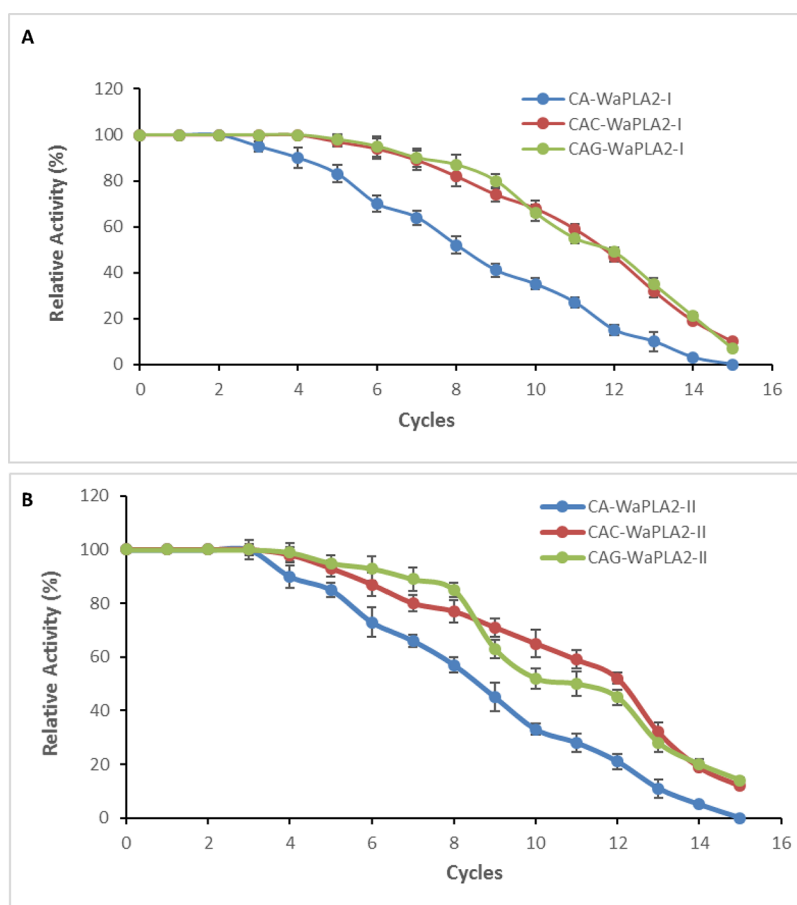 A
120
100
80
60
40
20
0
Relative Activity (%)
CA-WaPLA2-I
CAC-WaPLA2-I
CAG-WaPLA2-I
0 2 4 6 8 10 12 14 16
Cycles
B
120
100
80
60
40
20
0
Relative Activity (%)
CA-WaPLA2-II
CAC-WaPLA2-II
CAG-WaPLA2-II
0 2 4 6 8 10 12 14 16
Cycles